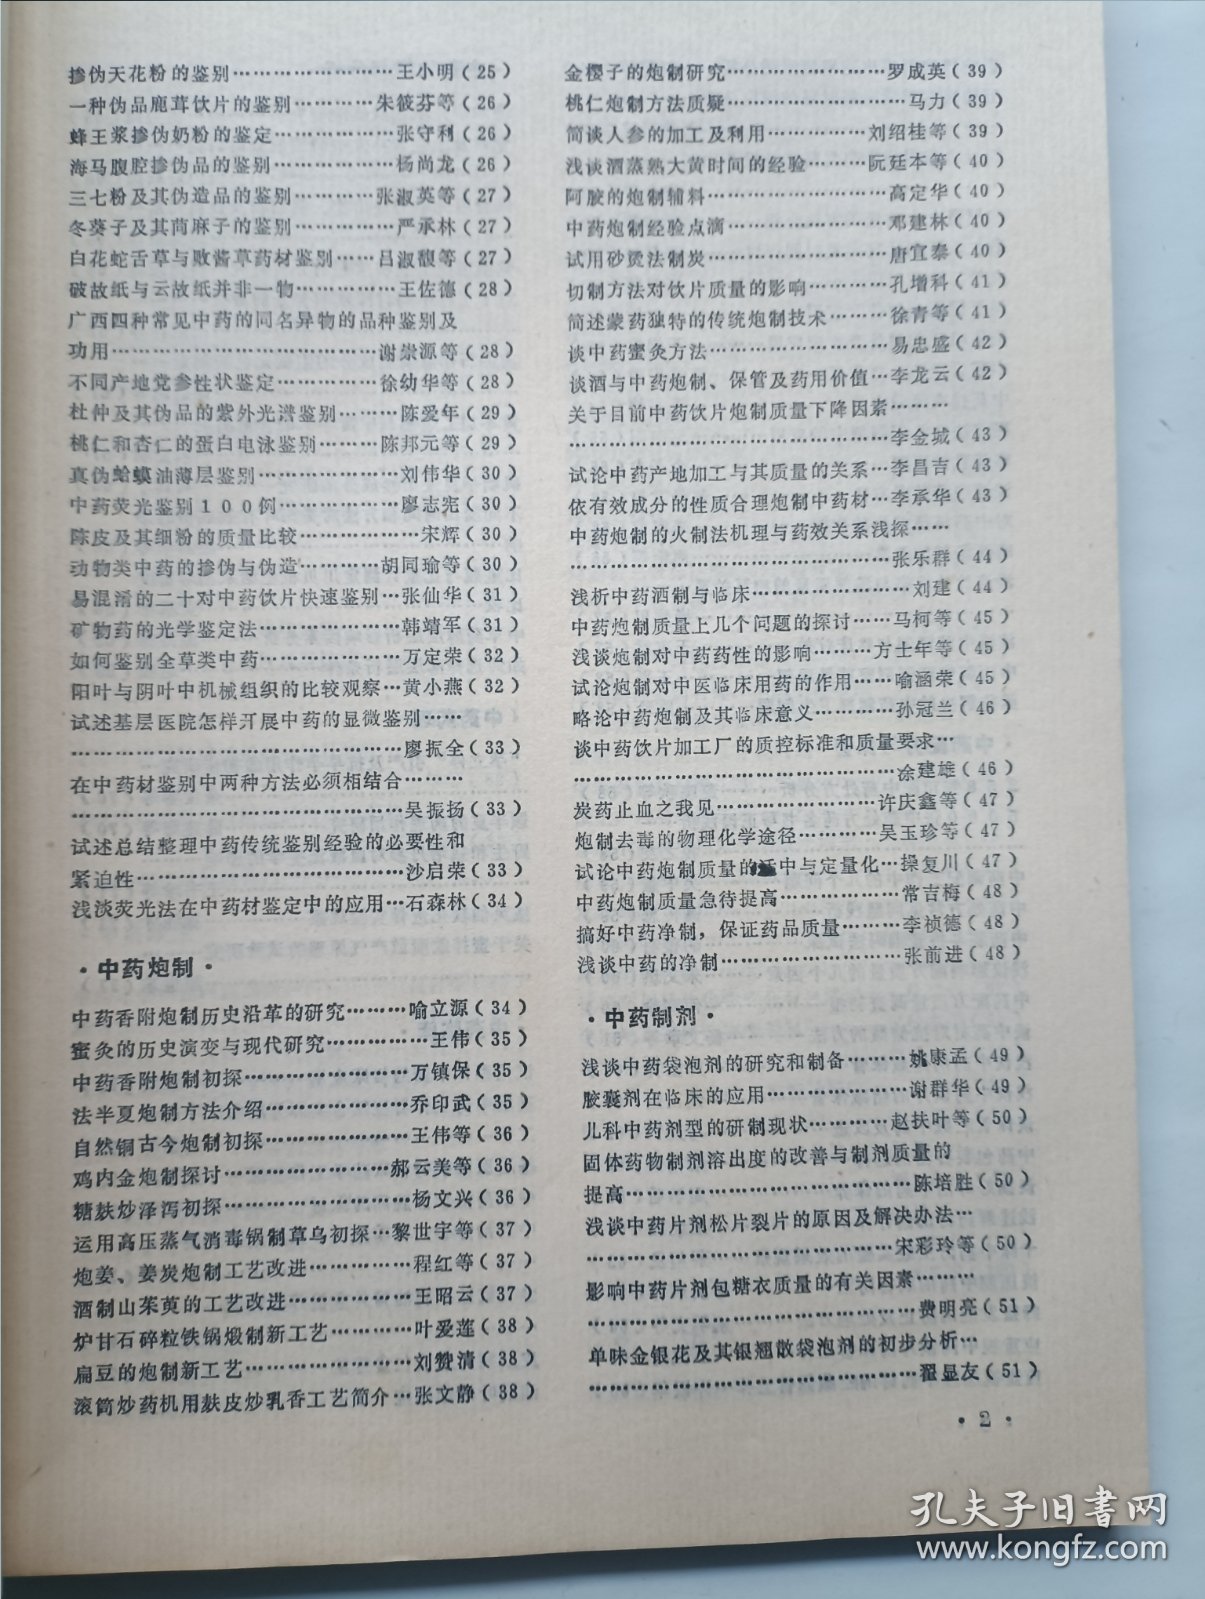 掺伪天花粉的鉴别……………………王小明(25)
一种伪品鹿茸饮片的鉴别…………朱筱芬等(26)
蜂王浆掺伪奶粉的鉴定………………张守利(26)
海马腹腔掺伪品的鉴别………………杨尚龙(26)
三七粉及其伪造品的鉴别…………张淑英等(27)
冬葵子及其苘麻子的鉴别……………严承林(27)
白花蛇舌草与败酱草药材鉴别……吕淑馥等(27)
破故纸与云故纸并非一物……………王佐德(28)
广西四种常见中药的同名异物的品种鉴别及
功用…………………………………谢崇源等(28)
不同产地党参性状鉴定……………徐幼华等(28)
杜仲及其伪品的紫外光谱鉴别………陈爱年(29)
桃仁和杏仁的蛋白电泳鉴别………陈邦元等(29)
真伪蛤蟆油薄层鉴别…………………刘伟华(30)
中药荧光鉴别100例………………廖志宪(30)
陈皮及其细粉的质量比较………………宋辉(30)
动物类中药的掺伪与伪造…………胡同瑜等(30)
易混淆的二十对中药饮片快速鉴别…张仙华(31)
矿物药的光学鉴定法…………………韩靖军(31)
如何鉴别全草类中药…………………万定荣(32)
阳叶与阴叶中机械组织的比较观察…黄小燕(32)
试述基层医院怎样开展中药的显微鉴别……
…………………………………………廖振全(33)
在中药材鉴别中两种方法必须相结合………
…………………………………………吴振扬(33)
试述总结整理中药传统鉴别经验的必要性和
紧迫性…………………………………沙启荣(33)
浅淡荧光法在中药材鉴定中的应用…石森林(34)
·中药炮制·
中药香附炮制历史沿革的研究………喻立源(34)
蜜灸的历史演变与现代研究……………王伟(35)
中药香附炮制初探……………………万镇保(35)
法半夏炮制方法介绍…………………乔印武(35)
自然铜古今炮制初探…………………王伟等(36)
鸡内金炮制探讨……………………郝云美等(36)
糖麸炒泽泻初探………………………杨文兴(36)
运用高压蒸气消毒锅制草乌初探…黎世宇等(37)
炮姜、姜炭炮制工艺改进……………程红等(37)
酒制山茱萸的工艺改进………………王昭云(37)
炉甘石碎粒铁锅煅制新工艺…………叶爱莲(38)
扁豆的炮制新工艺……………………刘赞清(38)
滚筒炒药机用麸皮炒乳香工艺简介…张文静(38)
金樱子的炮制研究……………………罗成英(39)
桃仁炮制方法质疑………………………马力(39)
简谈人参的加工及利用……………刘绍桂等(39)
浅谈酒蒸熟大黄时间的经验………阮廷本等(40)
阿胶的炮制辅料………………………高定华(40)
中药炮制经验点滴……………………邓建林(40)
试用砂烫法制炭………………………唐宜泰(40)
切制方法对饮片质量的影响…………孔增科(41)
简述蒙药独特的传统炮制技术………徐青等(41)
谈中药蜜灸方法………………………易忠盛(42)
谈酒与中药炮制、保管及药用价值…李龙云(42)
关于目前中药饮片炮制质量下降因素………
…………………………………………李金城(43)
试论中药产地加工与其质量的关系…李昌吉(43)
依有效成分的性质合理炮制中药材…李承华(43)
中药炮制的火制法机理与药效关系浅探……
…………………………………………张乐群(44)
浅析中药酒制与临床……………………刘建(44)
中药炮制质量上几个问题的探讨……马柯等(45)
浅谈炮制对中药药性的影响………方士年等(45)
试论炮制对中医临床用药的作用……喻涵荣(45)
略论中药炮制及其临床意义…………孙冠兰(46)
谈中药饮片加工厂的质控标准和质量要求…
…………………………………………涂建雄(46)
炭药止血之我见……………………许庆鑫等(47)
炮制去毒的物理化学途径…………吴玉珍等(47)
试论中药炮制质量的适中与定量化…操复川(47)
中药炮制质量急待提高………………常吉梅(48)
搞好中药净制，保证药品质量………李祯德(48)
浅谈中药的净制………………………张前进(48)
·中药制剂·
浅谈中药袋泡剂的研究和制备………姚康孟(49)
胶囊剂在临床的应用…………………谢群华(49)
儿科中药剂型的研制现状…………赵扶叶等(50)
固体药物制剂溶出度的改善与制剂质量的
提高……………………………………陈培胜(50)
浅谈中药片剂松片裂片的原因及解决办法…
………………………………………宋彩玲等(50)
影响中药片剂包糖衣质量的有关因素………
…………………………………………费明亮(51)
单味金银花及其银翘散袋泡剂的初步分析…
…………………………………………翟显友(51)
·2·
孔夫子旧书网
www.kongfz.com